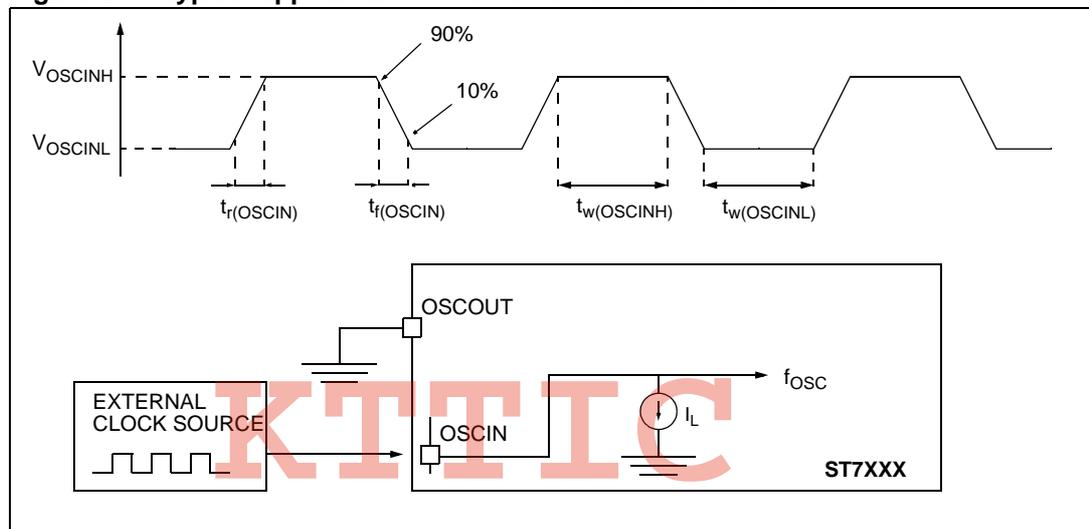 90%
VOSCINH
10%
VOSCINL
tr(OSCIN)
tf(OSCIN)
tw(OSCINH)
tw(OSCINL)
OSCOUT
fOSC
EXTERNAL
CLOCK SOURCE
OSCIN
IL
ST7XXX
KTTIC